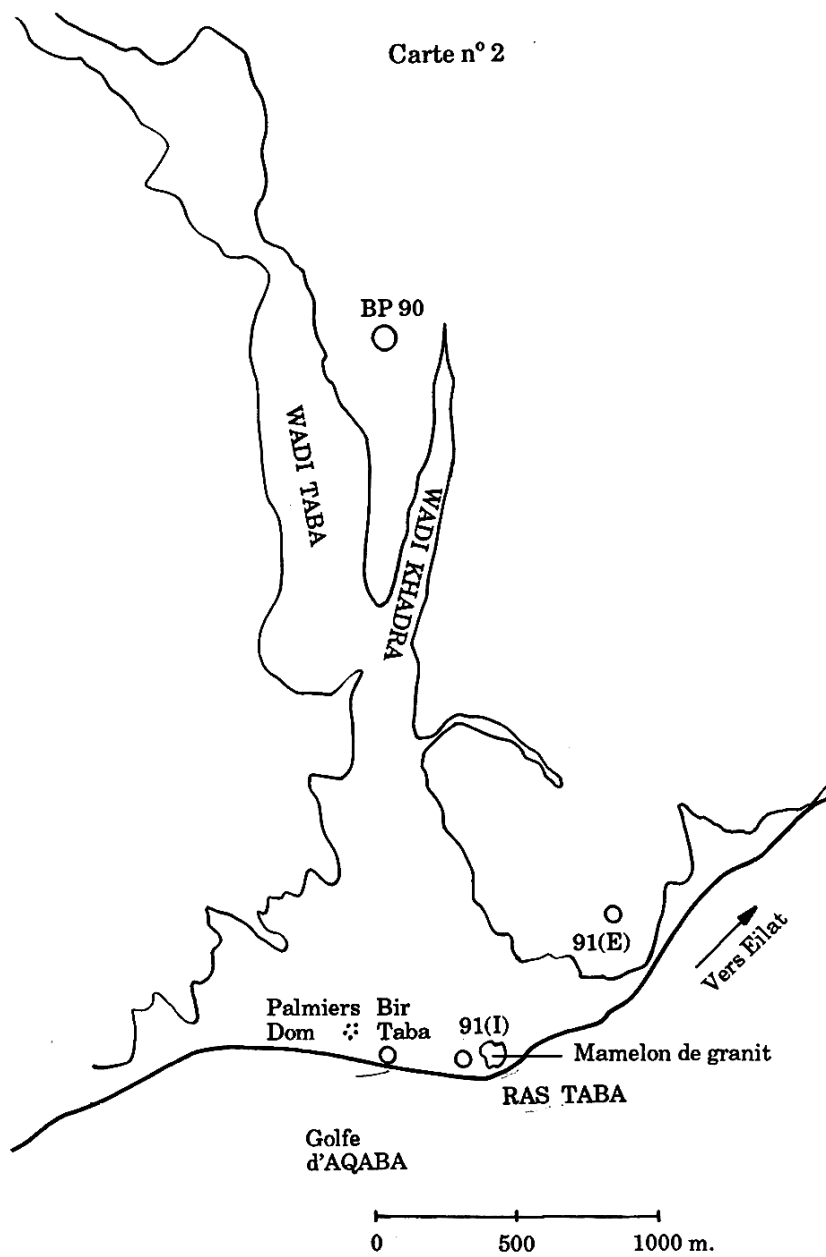 Carte n° 2
BP 90
WADI TABA
WADI KHADRA
91(E)
Vers Eilat
Palmiers
Dom
Bir
Taba
91(I)
Mamelon de granit
RAS TABA
Golfe
d'AQABA
0 500 1000 m.